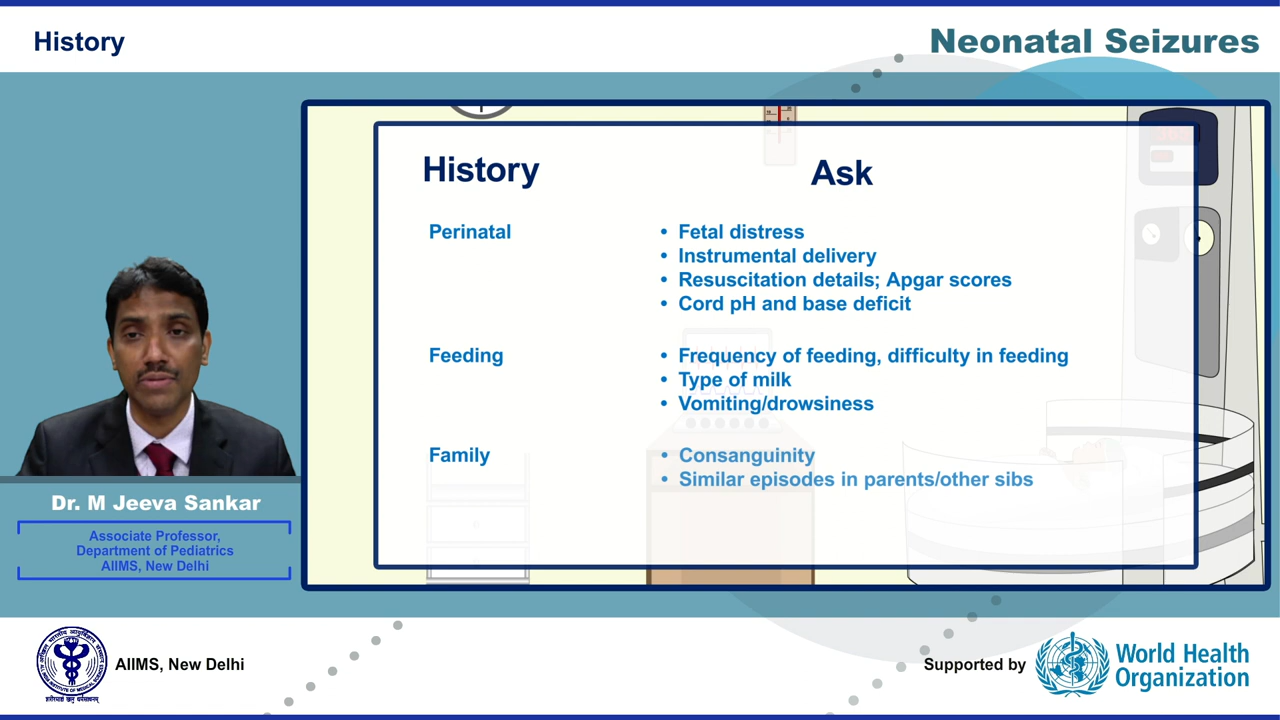 History
Neonatal Seizures
History
Ask
Perinatal
• Fetal distress
• Instrumental delivery
• Resuscitation details; Apgar scores
• Cord pH and base deficit
Feeding
• Frequency of feeding, difficulty in feeding
• Type of milk
• Vomiting/drowsiness
Family
• Consanguinity
• Similar episodes in parents/other sibs
Dr. M Jeeva Sankar
Associate Professor,
Department of Pediatrics
AIIMS, New Delhi
AIIMS, New Delhi
Supported by
World Health
Organization